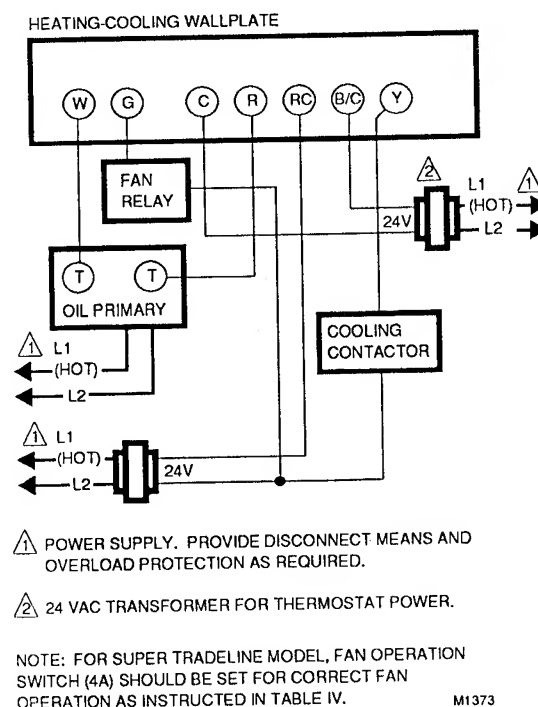 HEATING-COOLING WALLPLATE
W G C R RC B/C Y
FAN
RELAY
2
L1
1
(HOT)
24V
L2
T T
OIL PRIMARY
COOLING
CONTACTOR
1 L1
(HOT)
L2
1 L1
(HOT)
24V
L2
1 POWER SUPPLY. PROVIDE DISCONNECT MEANS AND
OVERLOAD PROTECTION AS REQUIRED.
2 24 VAC TRANSFORMER FOR THERMOSTAT POWER.
NOTE: FOR SUPER TRADELINE MODEL, FAN OPERATION
SWITCH (4A) SHOULD BE SET FOR CORRECT FAN
OPERATION AS INSTRUCTED IN TABLE IV.
M1373